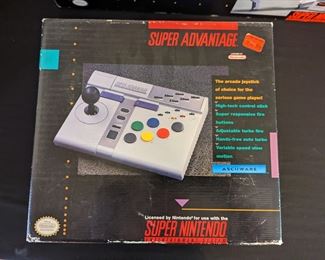 SUPER ADVANTAGE
The arcade joystick
of choice for the
serious game player!
High-tech control stick
Super responsive fire
buttons
Adjustable turbo fire
Hands-free auto turbo
Variable speed slow
motion
ASCIIWARE
Licensed by Nintendo for use with the
SUPER NINTENDO
ENTERTAINMENT SYSTEM